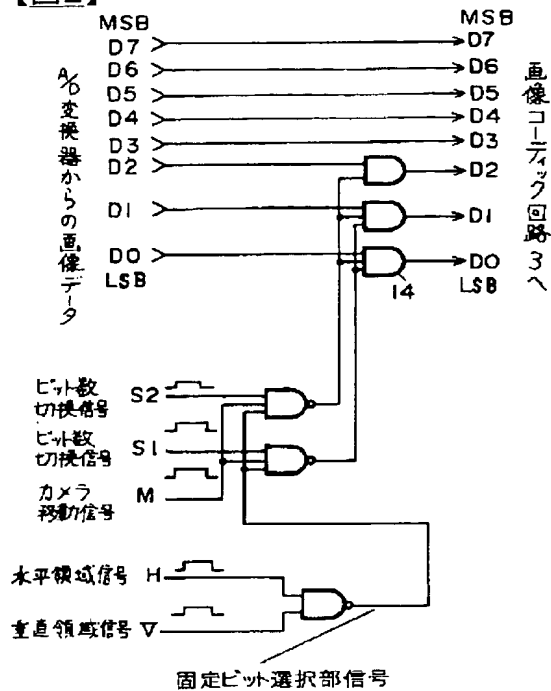 【図2】
MSB
D7
D6
D5
D4
D3
D2
D1
D0
LSB
A/D変換器からの画像データ
MSB
D7
D6
D5
D4
D3
D2
D1
D0
LSB
画像コーディック回路3へ
14
ビット数
切換信号 S2
ビット数
切換信号 S1
カメラ
移動信号 M
水平領域信号 H
垂直領域信号 V
固定ビット選択部信号